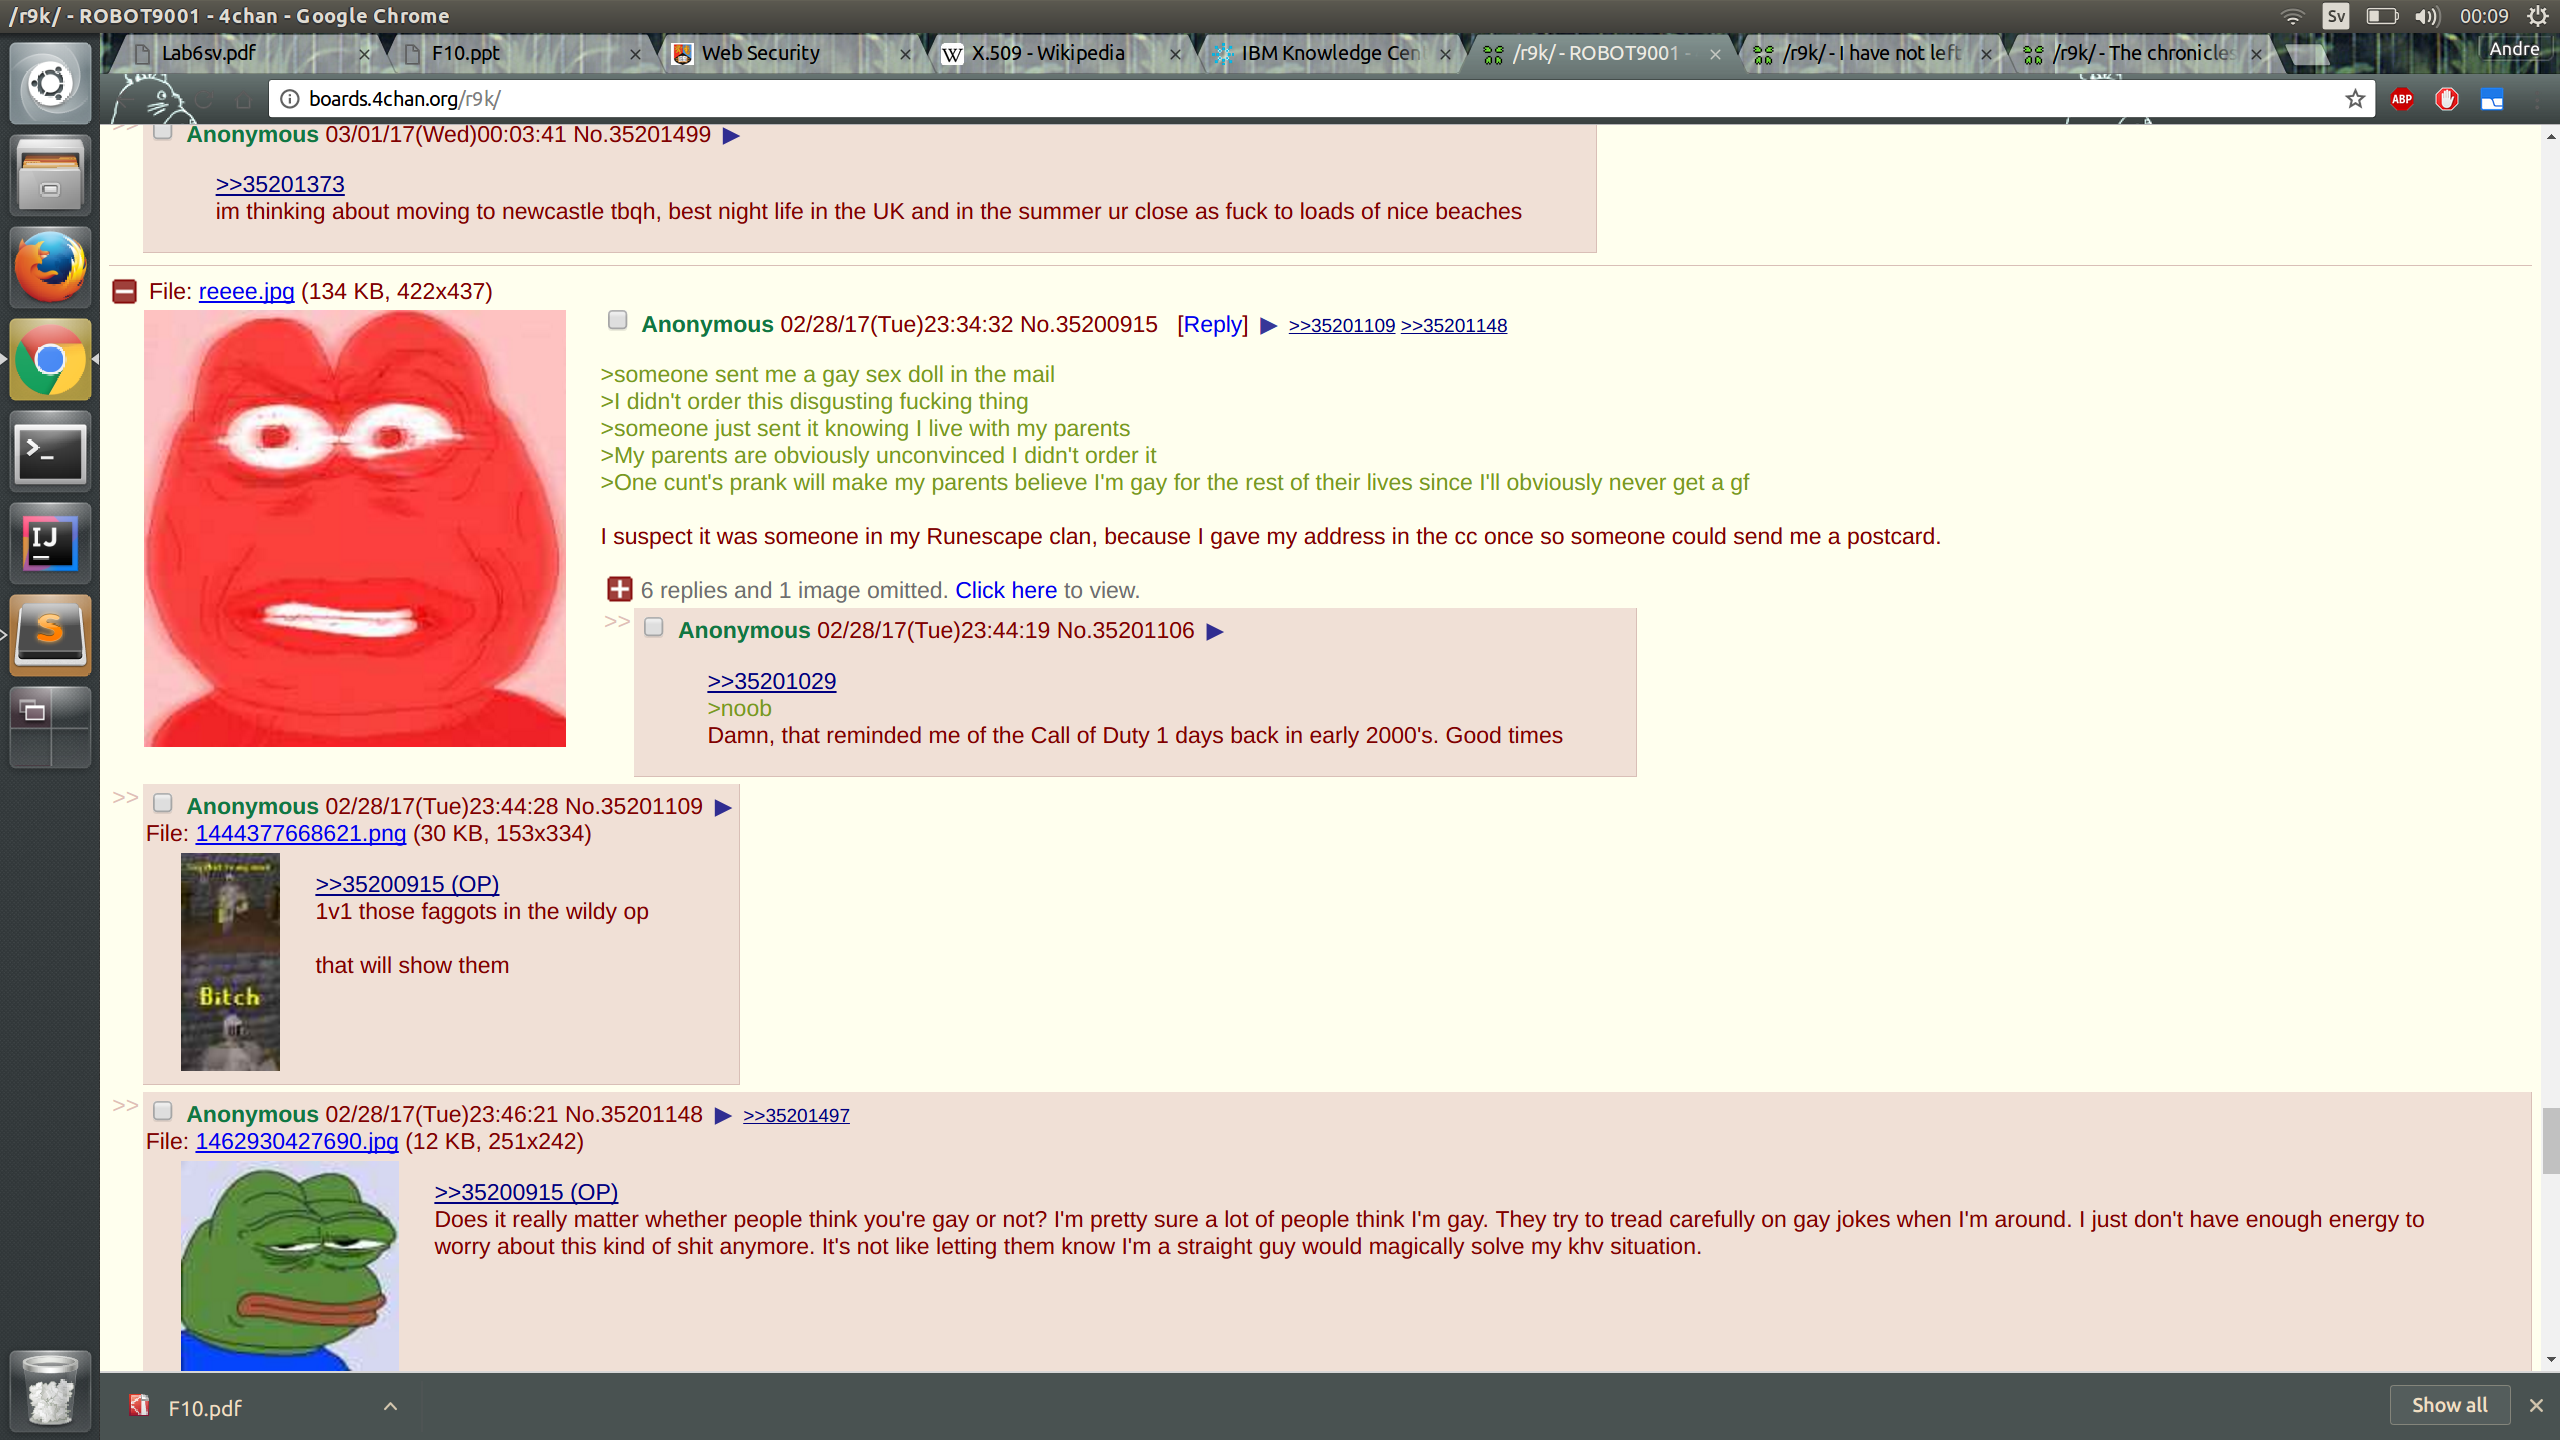 /r9k/ - ROBOT9001 - 4chan - Google Chrome
Sv
00:09
Lab6sv.pdf
F10.ppt
Web Security
W X.509 - Wikipedia
IBM Knowledge Cen
/r9k/ - ROBOT9001 -
/r9k/ - I have not left
/r9k/ - The chronicles
Andre
boards.4chan.org/r9k/
ABP
>> Anonymous 03/01/17(Wed)00:03:41 No.35201499 ▶
>>35201373
im thinking about moving to newcastle tbqh, best night life in the UK and in the summer ur close as fuck to loads of nice beaches
File: reeee.jpg (134 KB, 422x437)
Anonymous 02/28/17(Tue)23:34:32 No.35200915 [Reply] ▶ >>35201109 >>35201148
>someone sent me a gay sex doll in the mail
>I didn't order this disgusting fucking thing
>someone just sent it knowing I live with my parents
>My parents are obviously unconvinced I didn't order it
>One cunt's prank will make my parents believe I'm gay for the rest of their lives since I'll obviously never get a gf
I suspect it was someone in my Runescape clan, because I gave my address in the cc once so someone could send me a postcard.
6 replies and 1 image omitted. Click here to view.
>> Anonymous 02/28/17(Tue)23:44:19 No.35201106 ▶
>>35201029
>noob
Damn, that reminded me of the Call of Duty 1 days back in early 2000's. Good times
>> Anonymous 02/28/17(Tue)23:44:28 No.35201109 ▶
File: 1444377668621.png (30 KB, 153x334)
>>35200915 (OP)
1v1 those faggots in the wildy op
that will show them
Bitch
>> Anonymous 02/28/17(Tue)23:46:21 No.35201148 ▶ >>35201497
File: 1462930427690.jpg (12 KB, 251x242)
>>35200915 (OP)
Does it really matter whether people think you're gay or not? I'm pretty sure a lot of people think I'm gay. They try to tread carefully on gay jokes when I'm around. I just don't have enough energy to
worry about this kind of shit anymore. It's not like letting them know I'm a straight guy would magically solve my khv situation.
>_
IJ
S
F10.pdf
Show all